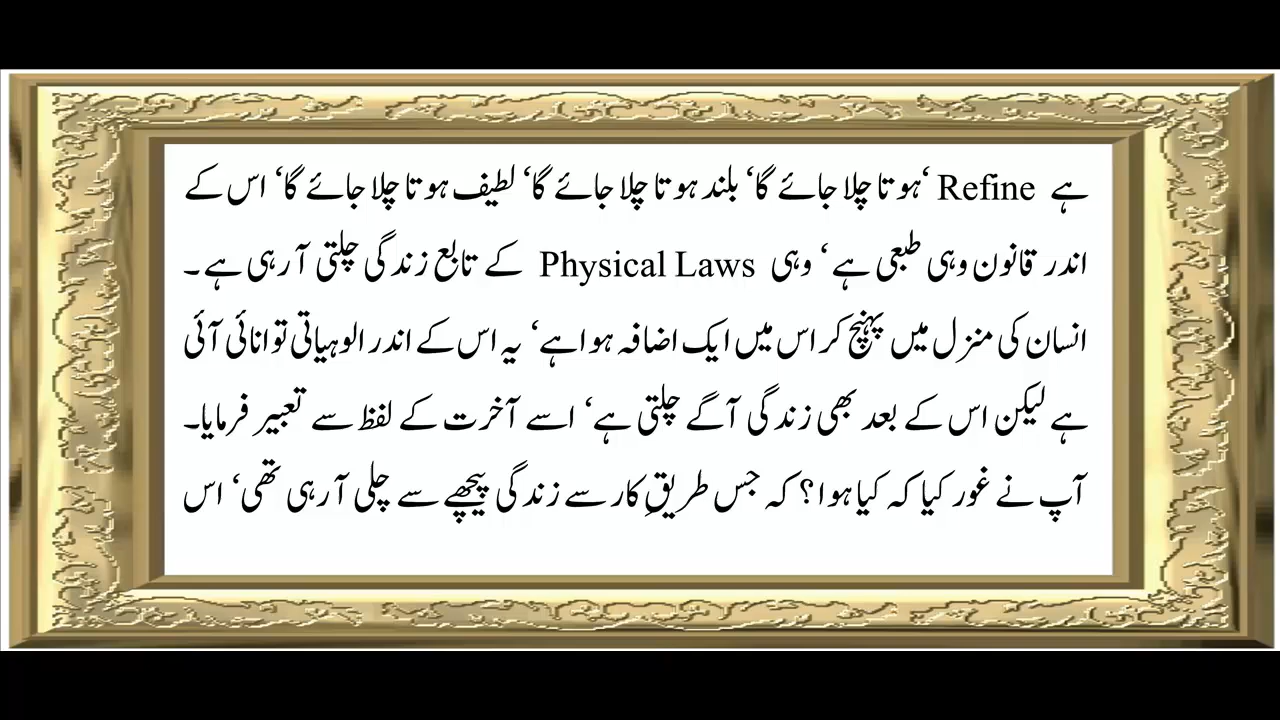 ہے Refine ‘ہوتا چلا جائے گا‘ بلند ہوتا چلا جائے گا‘ لطیف ہوتا چلا جائے گا‘ اس کے
اندر قانون وہی طبعی ہے‘ وہی Physical Laws کے تابع زندگی چلتی آ رہی ہے۔
انسان کی منزل میں پہنچ کر اس میں ایک اضافہ ہوا ہے‘ یہ اس کے اندر الوہیاتی توانائی آئی
ہے لیکن اس کے بعد بھی زندگی آگے چلتی ہے‘ اسے آخرت کے لفظ سے تعبیر فرمایا۔
آپ نے غور کیا کہ کیا ہوا؟ کہ جس طریقِ کار سے زندگی پیچھے سے چلی آ رہی تھی‘ اس